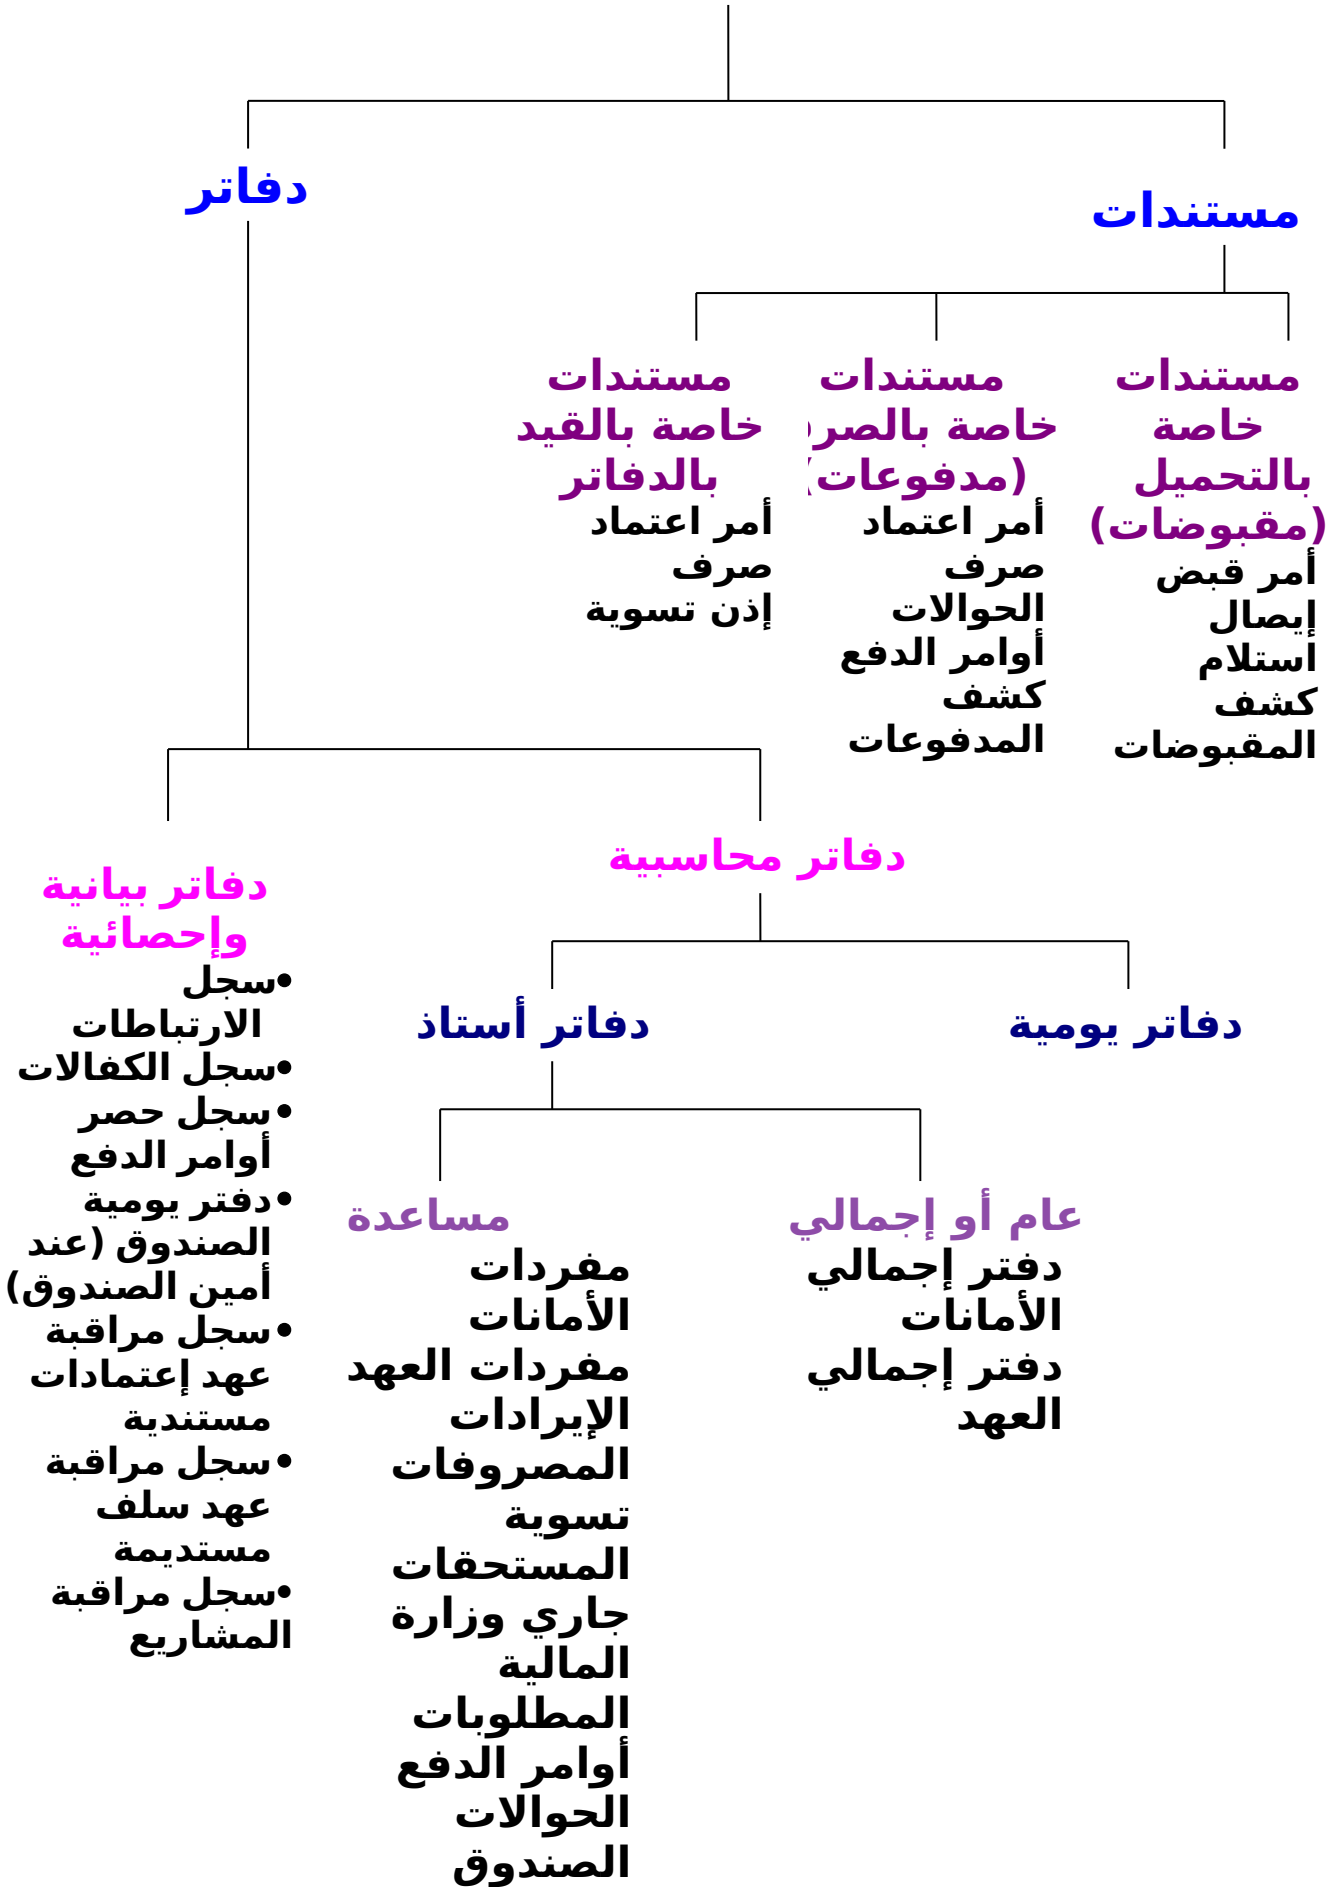 مستندات
دفاتر
مستندات
خاصة
بالتحميل
(مقبوضات)
أمر قبض
إيصال
استلام
كشف
المقبوضات
مستندات
خاصة
(مدفوعات)
أمر اعتماد
صرف
الحوالات
أوامر الدفع
كشف
المدفوعات
مستندات
خاصة بالقيد
بالدفاتر
أمر اعتماد
صرف
إذن تسوية
دفاتر محاسبية
دفاتر يومية
دفاتر أستاذ
عام أو إجمالي
دفتر إجمالي
الأمانات
دفتر إجمالي
العهد
مساعدة
مفردات
الأمانات
مفردات العهد
الإيرادات
المصروفات
تسوية
المستحقات
جاري وزارة
المالية
المطلوبات
أوامر الدفع
الحوالات
الصندوق
دفاتر بيانية
وإحصائية
•سجل
الارتباطات
•سجل الكفالات
•سجل حصر
أوامر الدفع
•دفتر يومية
الصندوق (عند
أمين الصندوق)
•سجل مراقبة
عهد إعتمادات
مستندية
•سجل مراقبة
عهد سلف
مستديمة
•سجل مراقبة
المشاريع